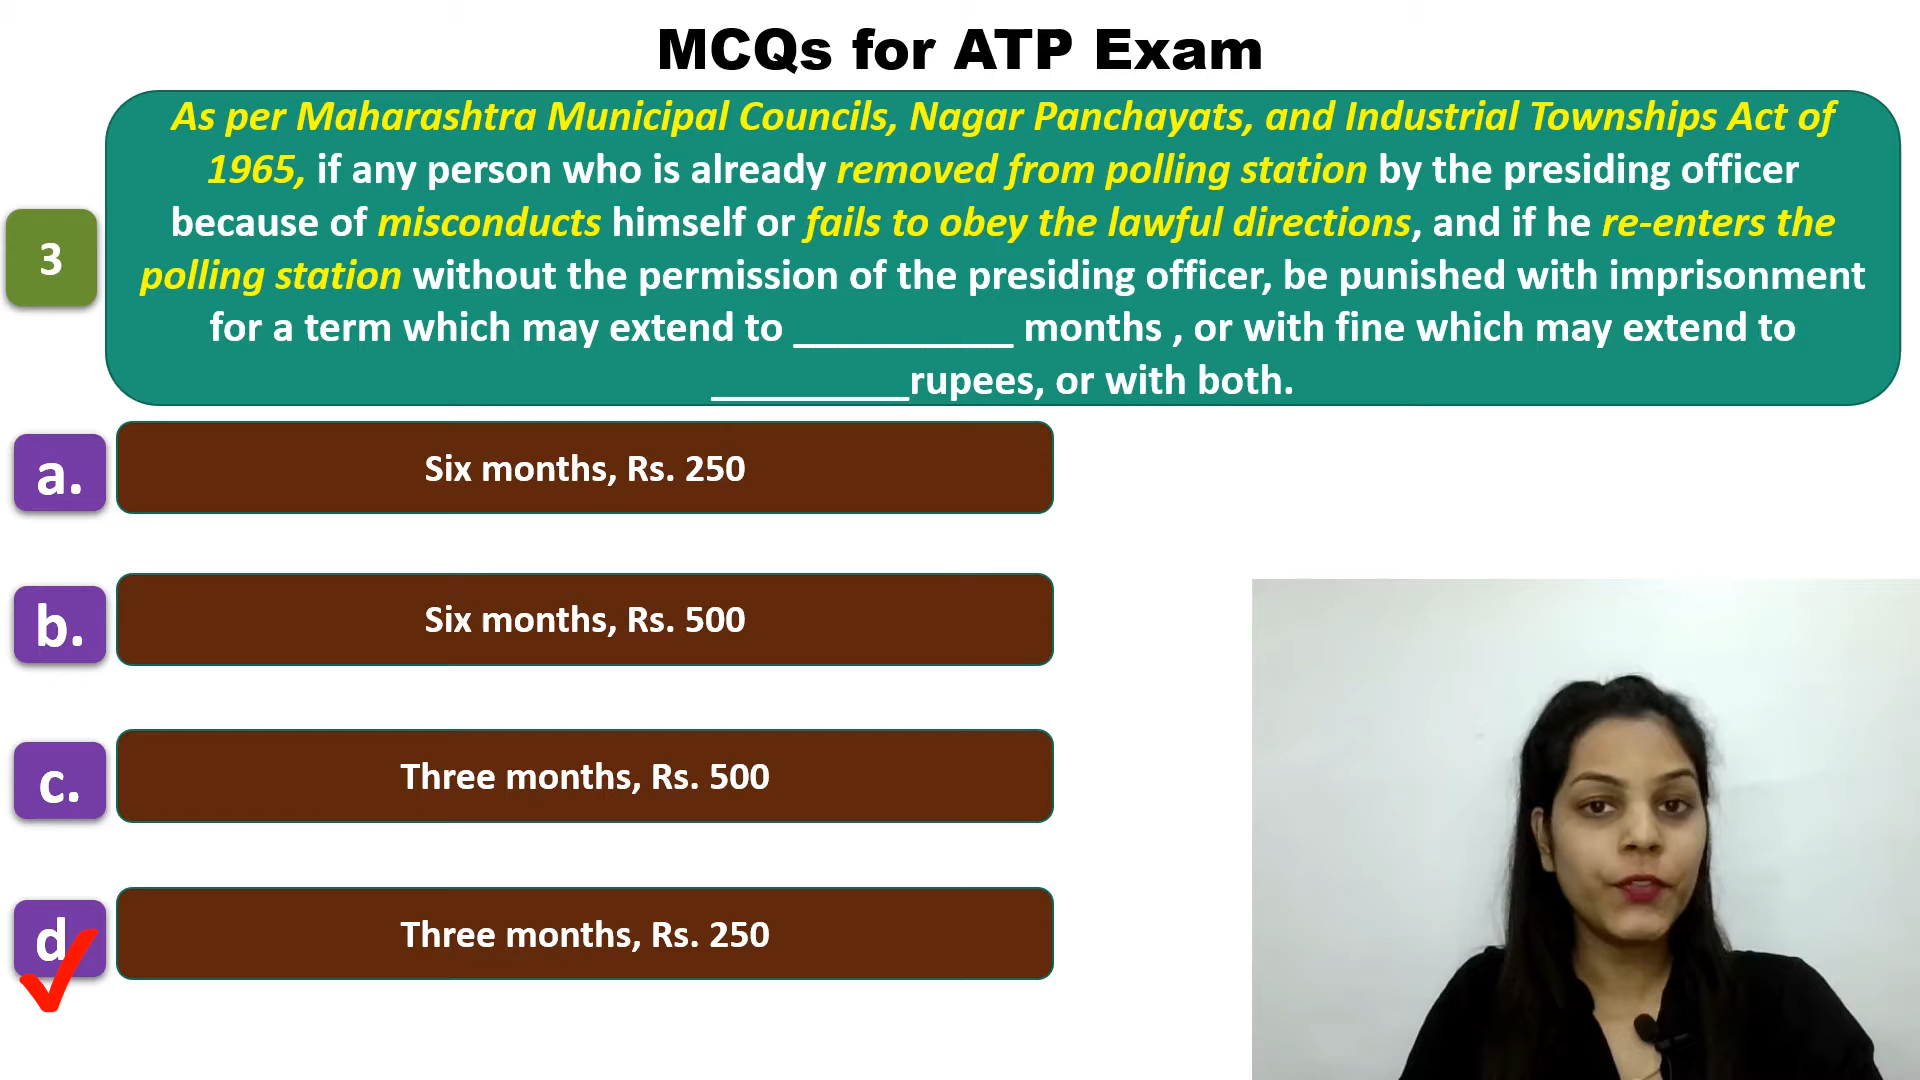 MCQs for ATP Exam
As per Maharashtra Municipal Councils, Nagar Panchayats, and Industrial Townships Act of
1965, if any person who is already removed from polling station by the presiding officer
because of misconducts himself or fails to obey the lawful directions, and if he re-enters the
polling station without the permission of the presiding officer, be punished with imprisonment
for a term which may extend to __________ months , or with fine which may extend to
_________rupees, or with both.
3
a.
Six months, Rs. 250
b.
Six months, Rs. 500
c.
Three months, Rs. 500
d
Three months, Rs. 250